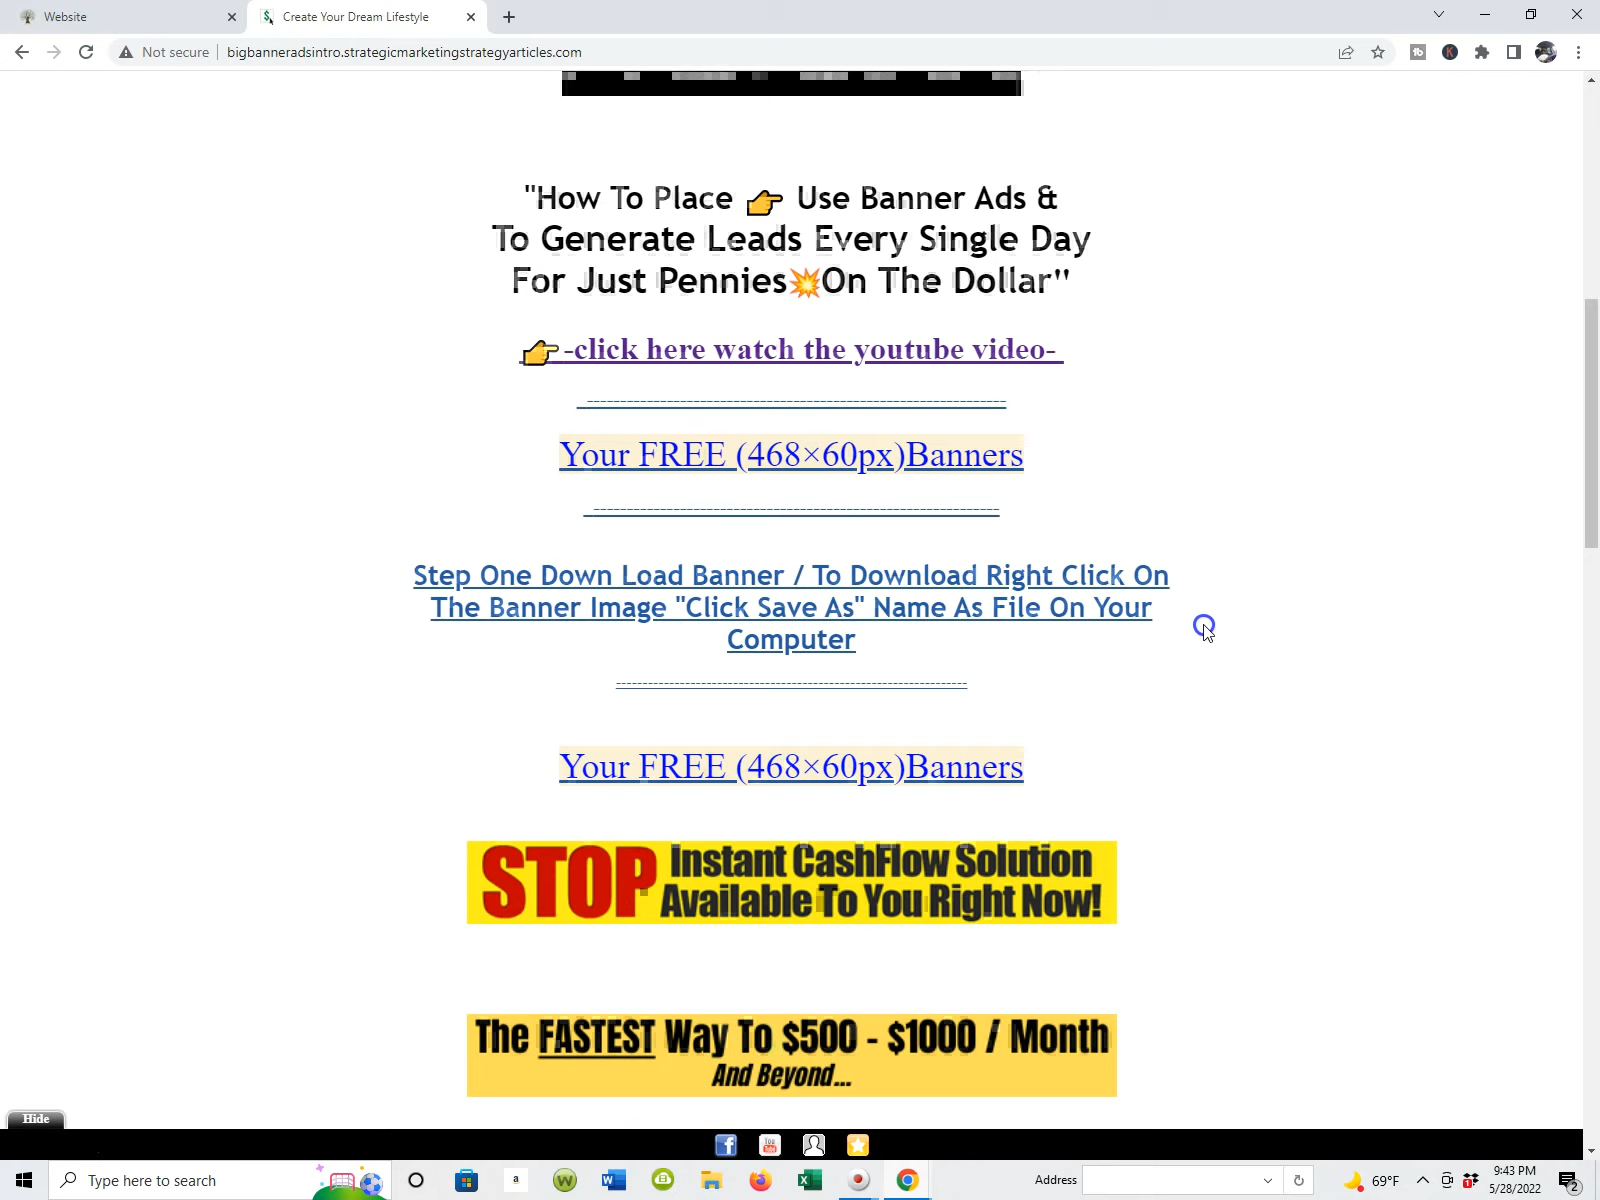 Website
Create Your Dream Lifestyle
Not secure
bigbanneradsintro.strategicmarketingstrategyarticles.com
"How To Place 👉 Use Banner Ads &
To Generate Leads Every Single Day
For Just Pennies💥On The Dollar"
👉-click here watch the youtube video-
Your FREE (468×60px)Banners
Step One Down Load Banner / To Download Right Click On
The Banner Image "Click Save As" Name As File On Your
Computer
Your FREE (468×60px)Banners
STOP Instant CashFlow Solution
Available To You Right Now!
The FASTEST Way To $500 - $1000 / Month
And Beyond...
Hide
Type here to search
Address
69°F
9:43 PM
5/28/2022